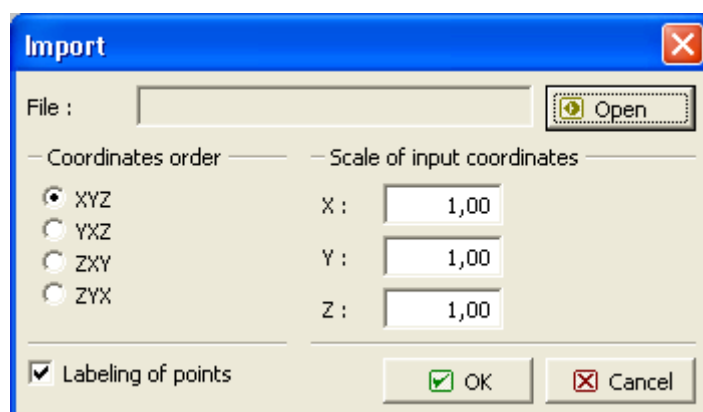 Import
File :
Open
Coordinates order
XYZ
YXZ
ZXY
ZYX
Scale of input coordinates
X : 1,00
Y : 1,00
Z : 1,00
Labeling of points
OK
Cancel